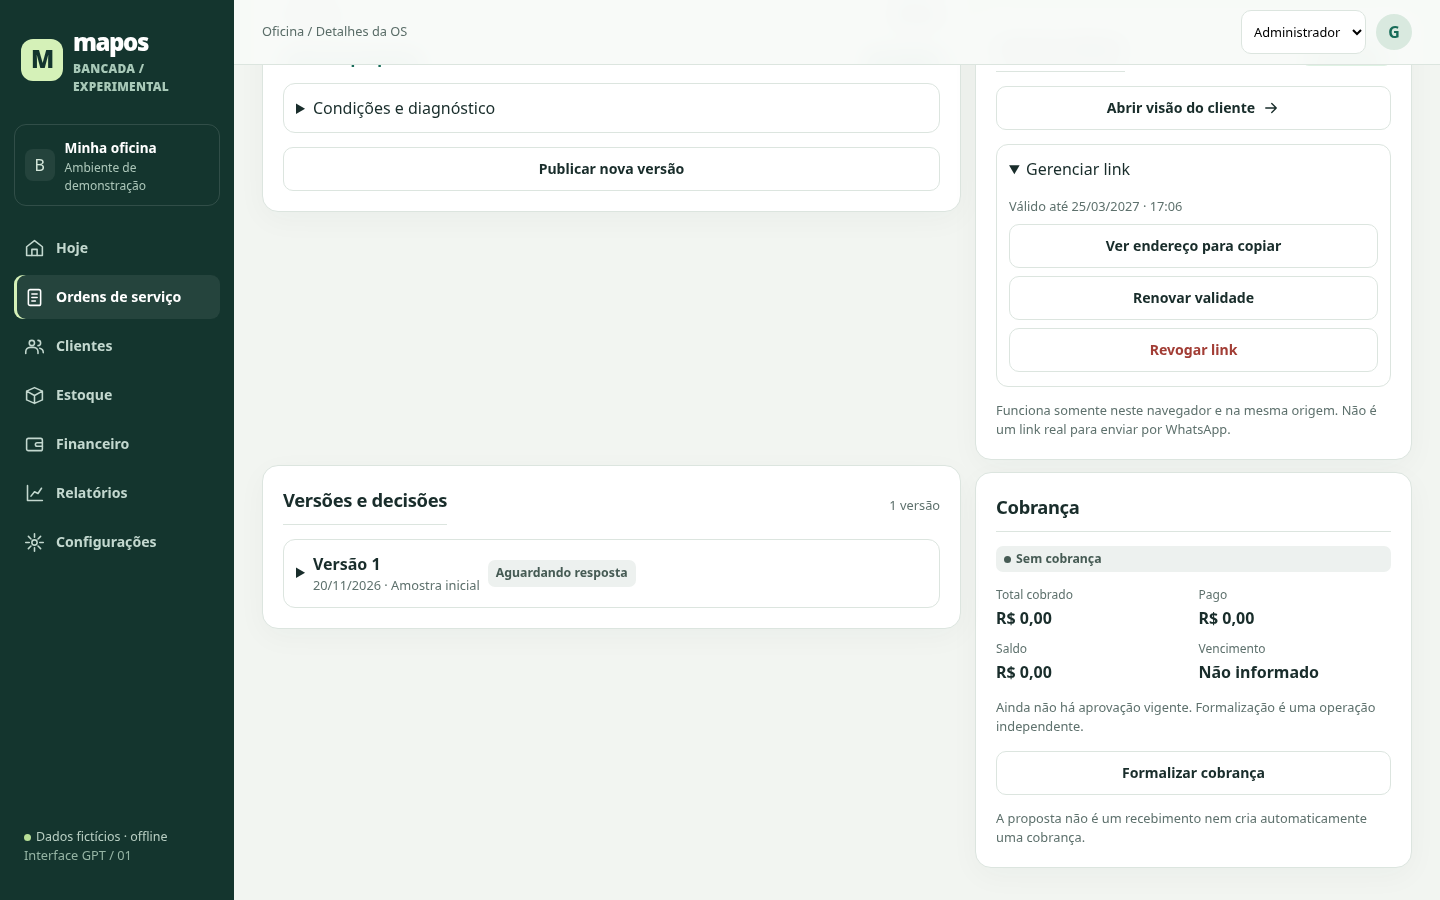 M
mapos
BANCADA /
EXPERIMENTAL
B
Minha oficina
Ambiente de
demonstração
Hoje
Ordens de serviço
Clientes
Estoque
Financeiro
Relatórios
Configurações
Dados fictícios · offline
Interface GPT / 01
Oficina / Detalhes da OS
Administrador
G
Condições e diagnóstico
Publicar nova versão
Versões e decisões
1 versão
Versão 1
20/11/2026 · Amostra inicial
Aguardando resposta
Abrir visão do cliente →
Gerenciar link
Válido até 25/03/2027 · 17:06
Ver endereço para copiar
Renovar validade
Revogar link
Funciona somente neste navegador e na mesma origem. Não é
um link real para enviar por WhatsApp.
Cobrança
Sem cobrança
Total cobrado
R$ 0,00
Pago
R$ 0,00
Saldo
R$ 0,00
Vencimento
Não informado
Ainda não há aprovação vigente. Formalização é uma operação
independente.
Formalizar cobrança
A proposta não é um recebimento nem cria automaticamente
uma cobrança.